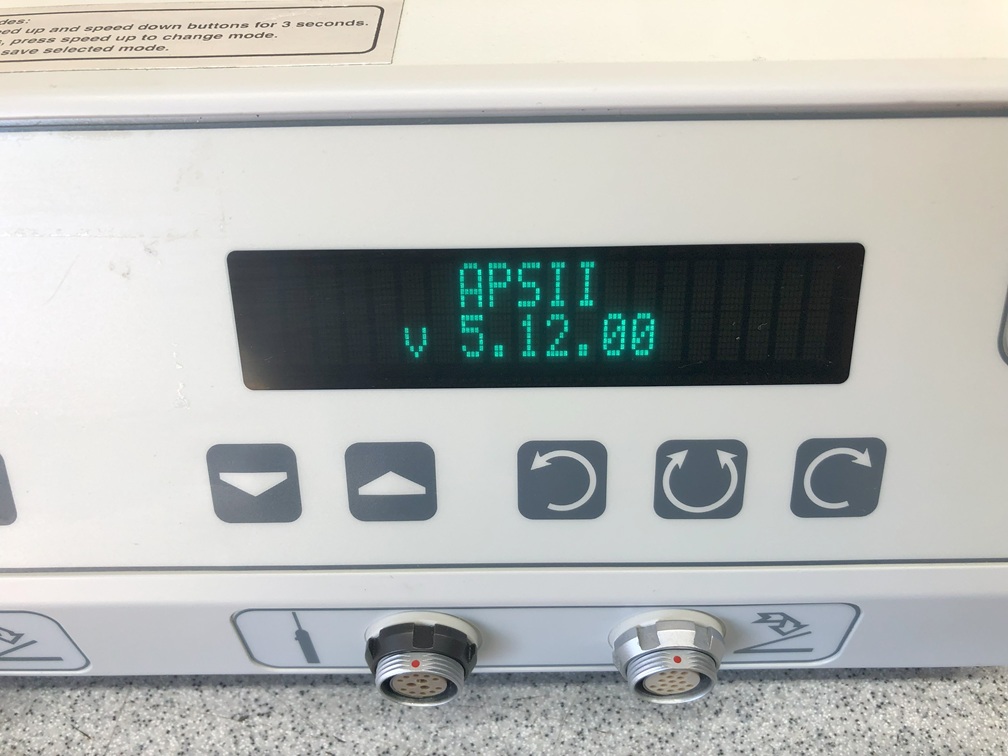 des:
ed up and speed down buttons for 3 seconds.
, press speed up to change mode.
save selected mode.
APSII
v 5.12.00